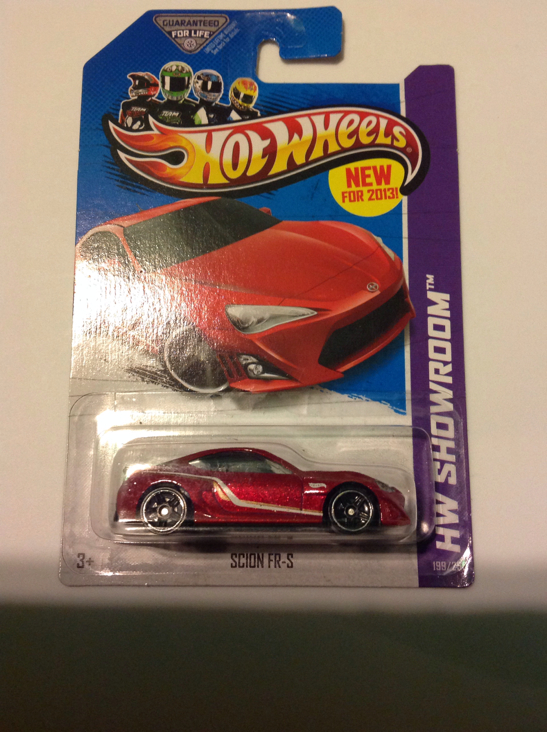 GUARANTEED
FOR LIFE
HOT WHEELS
NEW
FOR 2013!
HW SHOWROOM™
3+
SCION FR-S